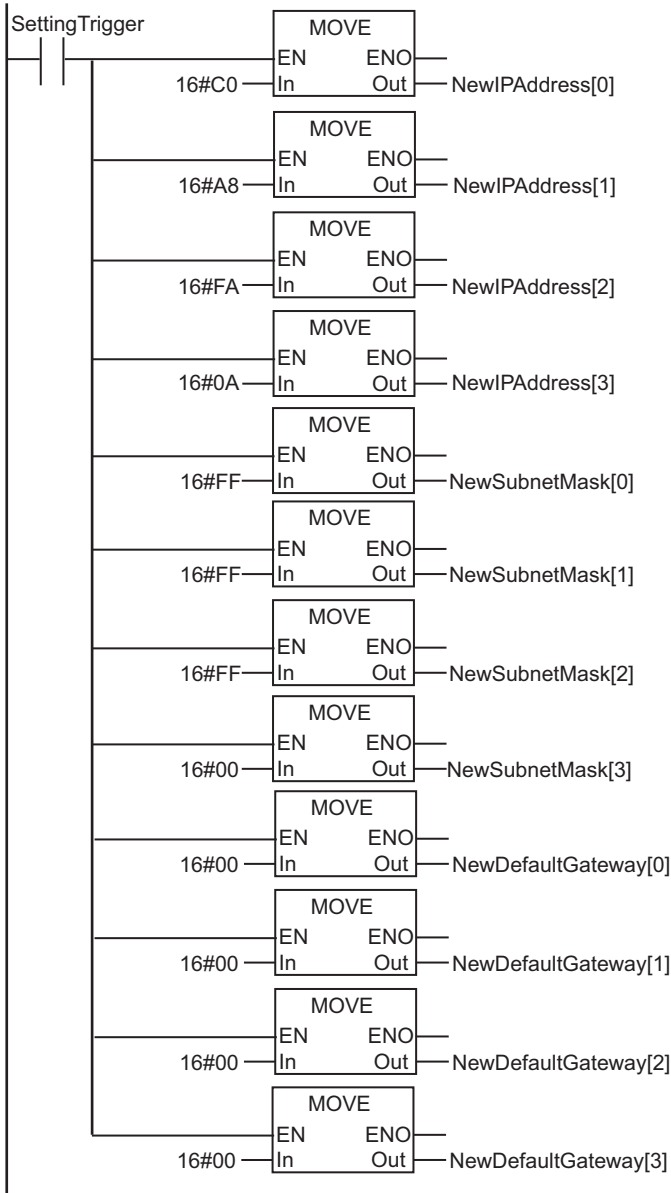 SettingTrigger
MOVE
EN ENO
16#C0 In Out NewIPAddress[0]
MOVE
EN ENO
16#A8 In Out NewIPAddress[1]
MOVE
EN ENO
16#FA In Out NewIPAddress[2]
MOVE
EN ENO
16#0A In Out NewIPAddress[3]
MOVE
EN ENO
16#FF In Out NewSubnetMask[0]
MOVE
EN ENO
16#FF In Out NewSubnetMask[1]
MOVE
EN ENO
16#FF In Out NewSubnetMask[2]
MOVE
EN ENO
16#00 In Out NewSubnetMask[3]
MOVE
EN ENO
16#00 In Out NewDefaultGateway[0]
MOVE
EN ENO
16#00 In Out NewDefaultGateway[1]
MOVE
EN ENO
16#00 In Out NewDefaultGateway[2]
MOVE
EN ENO
16#00 In Out NewDefaultGateway[3]